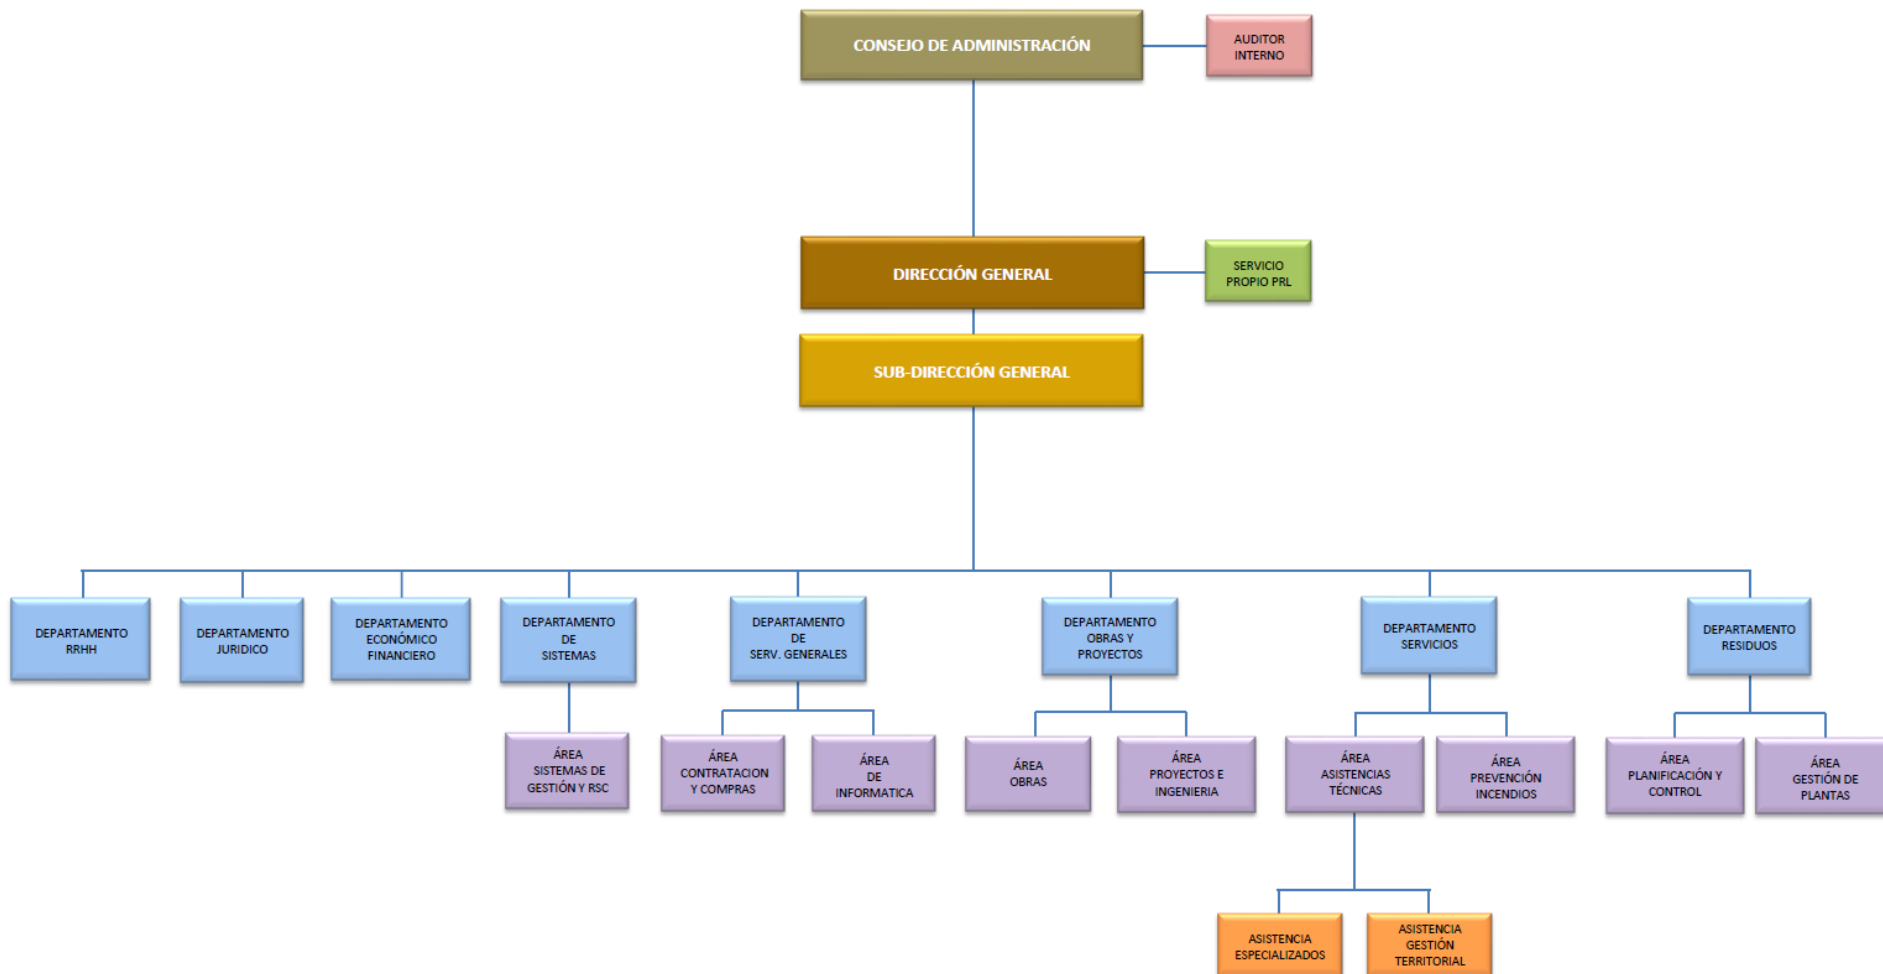 CONSEJO DE ADMINISTRACIÓN
AUDITOR
INTERNO
DIRECCIÓN GENERAL
SERVICIO
PROPIO PRL
SUB-DIRECCIÓN GENERAL
DEPARTAMENTO
RRHH
DEPARTAMENTO
JURIDICO
DEPARTAMENTO
ECONÓMICO
FINANCIERO
DEPARTAMENTO
DE
SISTEMAS
DEPARTAMENTO
DE
SERV. GENERALES
DEPARTAMENTO
OBRAS Y
PROYECTOS
DEPARTAMENTO
SERVICIOS
DEPARTAMENTO
RESIDUOS
ÁREA
SISTEMAS DE
GESTIÓN Y RSC
ÁREA
CONTRATACION
Y COMPRAS
ÁREA
DE
INFORMATICA
ÁREA
OBRAS
ÁREA
PROYECTOS E
INGENIERIA
ÁREA
ASISTENCIAS
TÉCNICAS
ÁREA
PREVENCIÓN
INCENDIOS
ÁREA
PLANIFICACIÓN Y
CONTROL
ÁREA
GESTIÓN DE
PLANTAS
ASISTENCIA
ESPECIALIZADOS
ASISTENCIA
GESTIÓN
TERRITORIAL